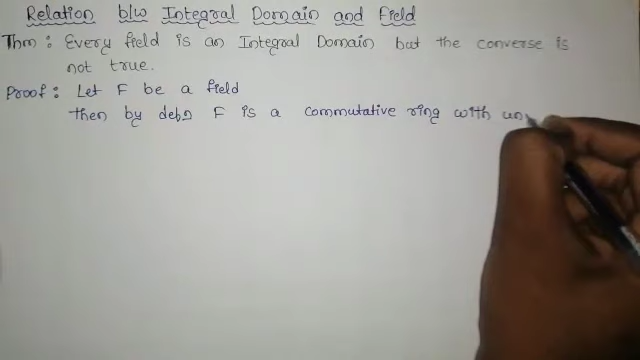 Relation b/w Integral Domain and Field
Thm : Every field is an Integral Domain but the converse is
not true.
Proof : Let F be a field
then by defn F is a commutative ring with un